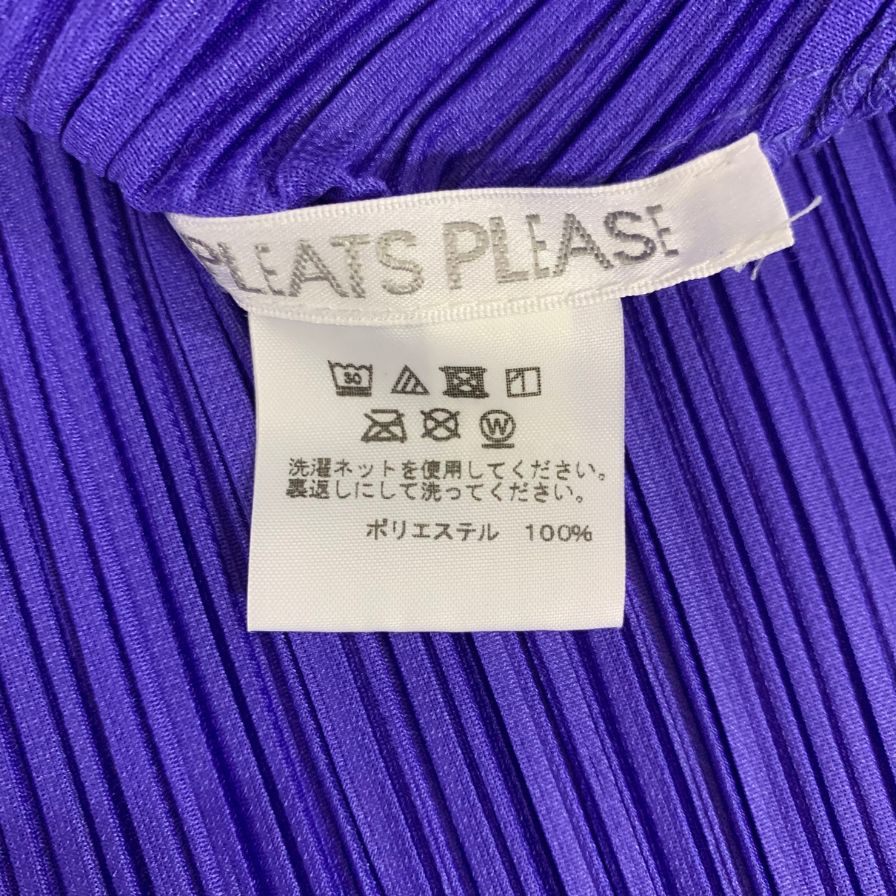 PLEATS PLEASE
30
W
洗濯ネットを使用してください。
裏返しにして洗ってください。
ポリエステル 100%